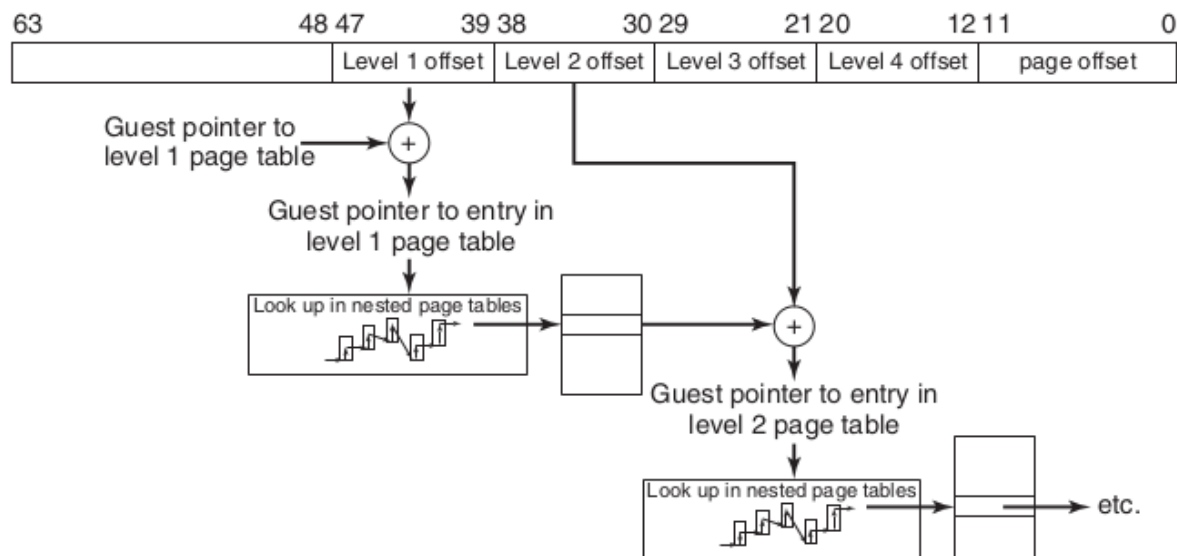 63 48 47 39 38 30 29 21 20 12 11 0
Level 1 offset Level 2 offset Level 3 offset Level 4 offset page offset
Guest pointer to
level 1 page table
+
Guest pointer to entry in
level 1 page table
Look up in nested page tables
+
Guest pointer to entry in
level 2 page table
Look up in nested page tables
etc.